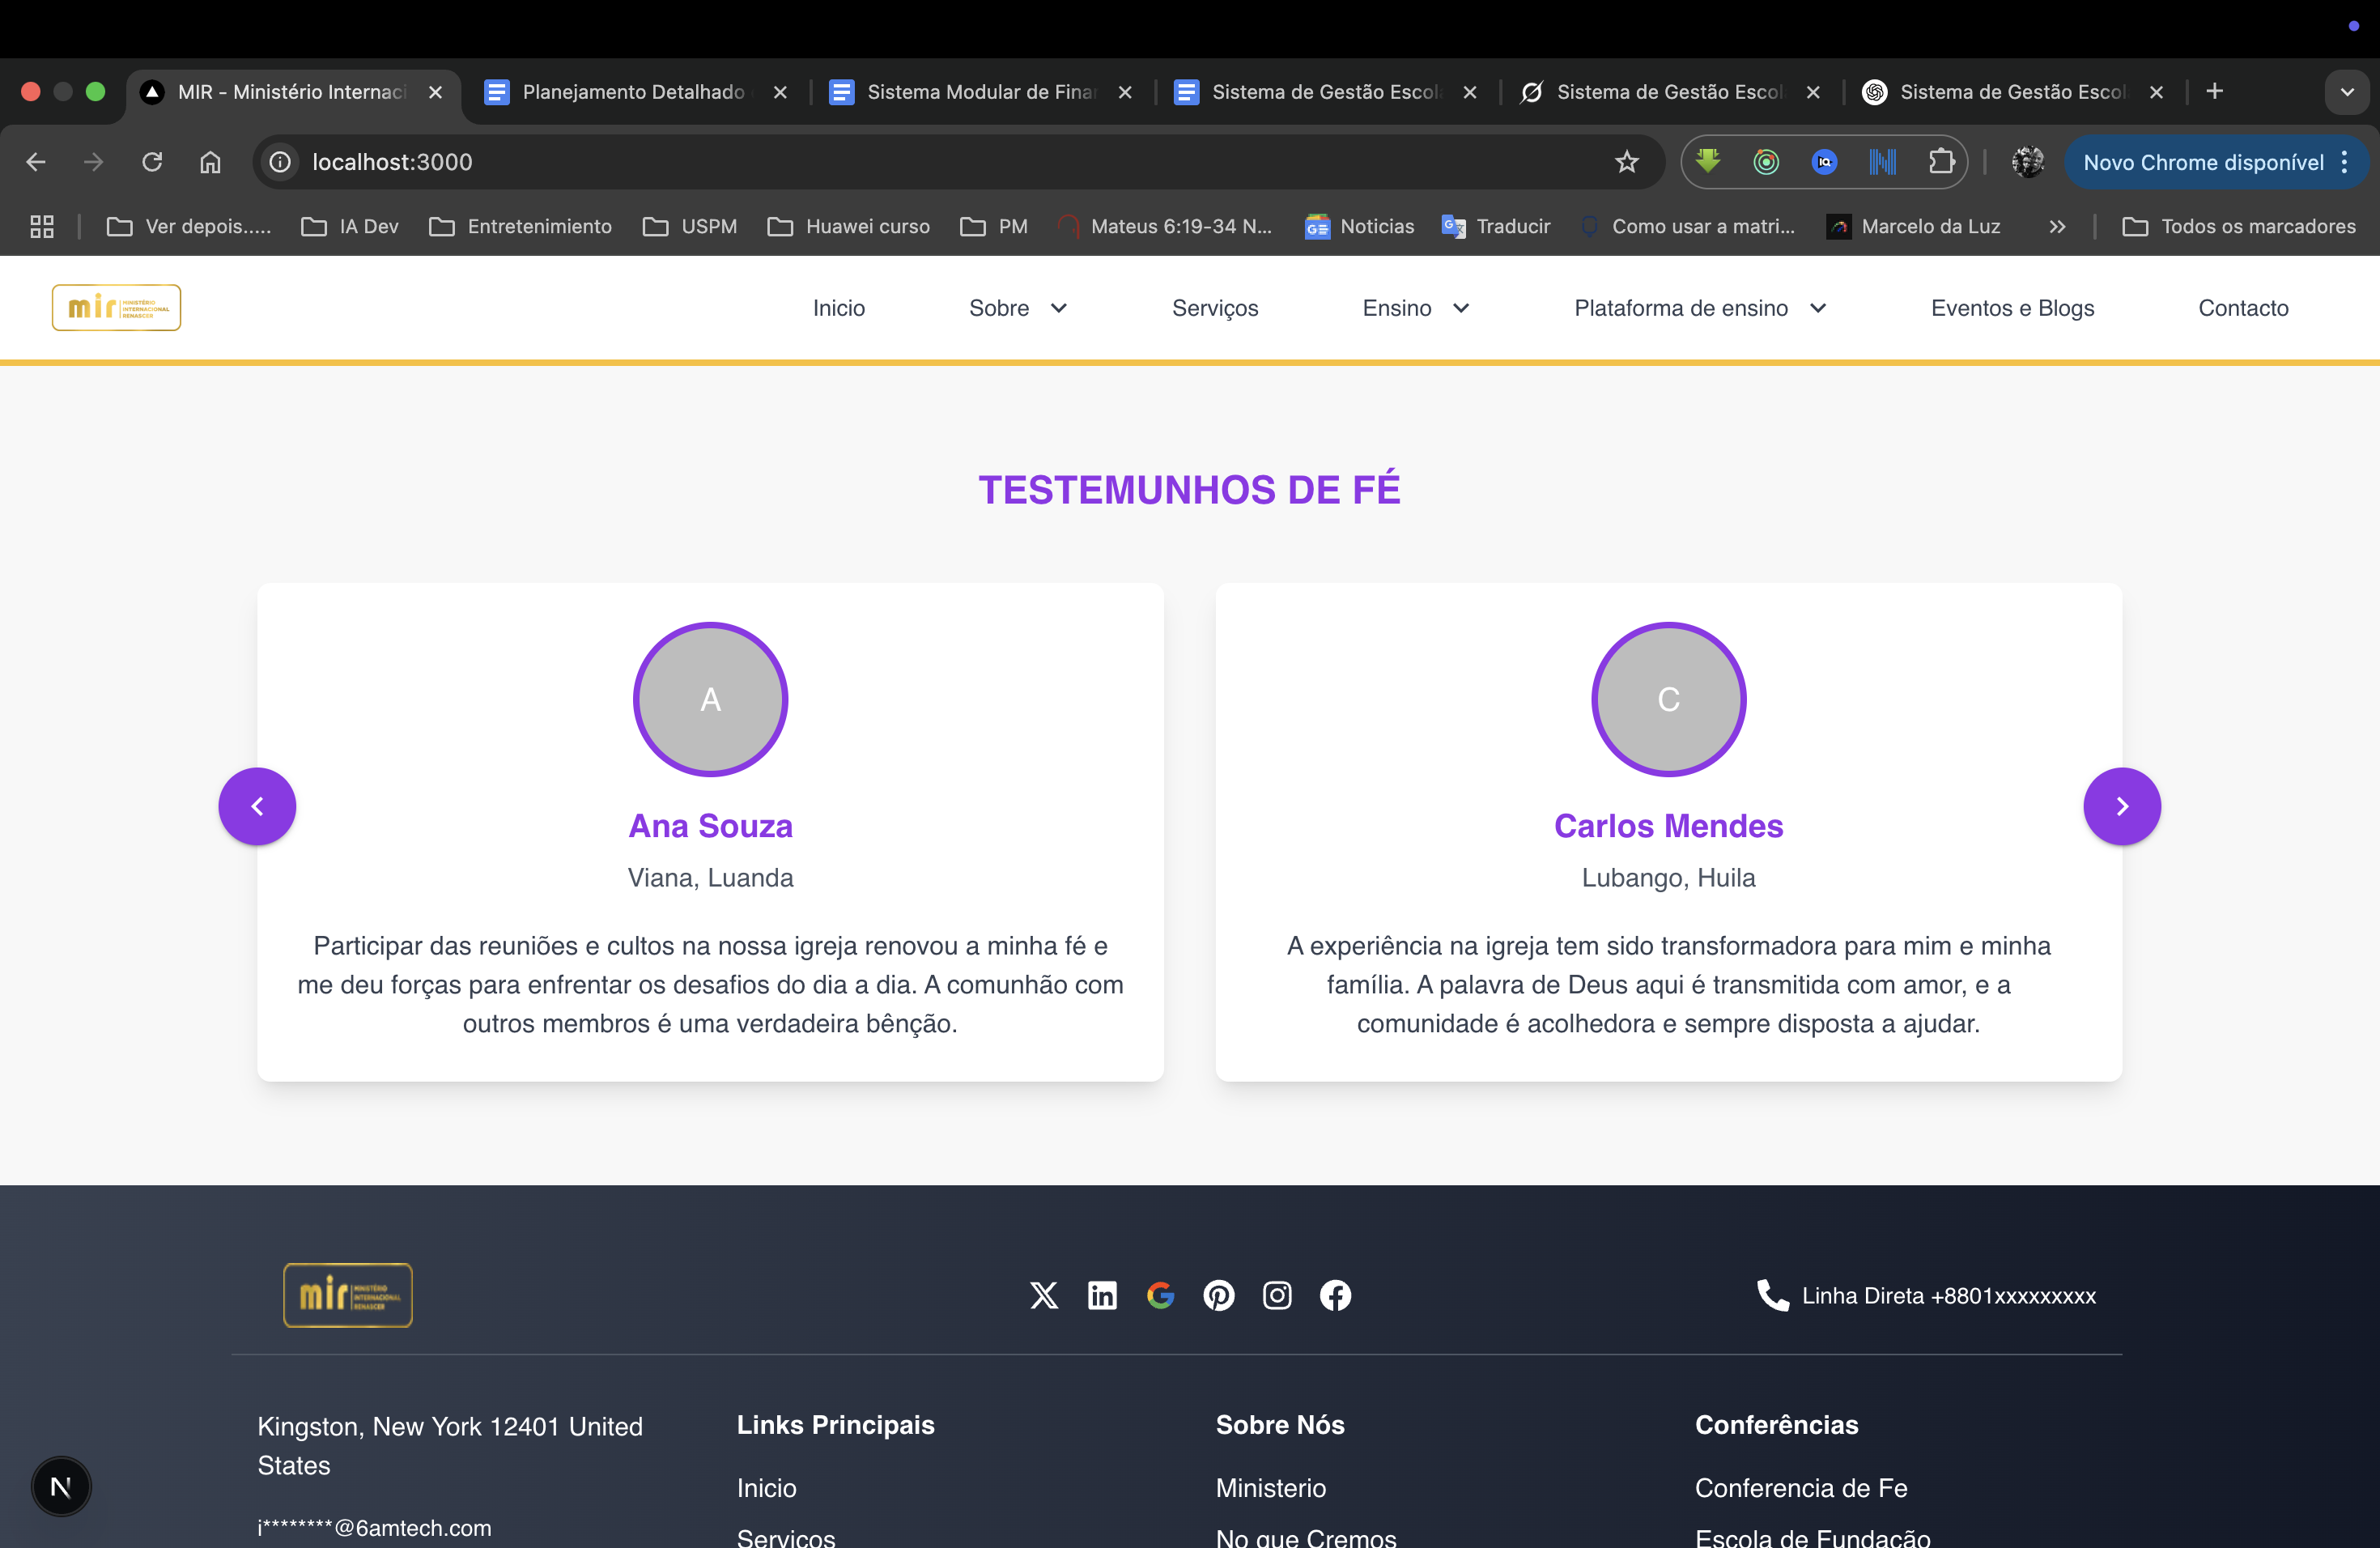 MIR - Ministério Internaci
Planejamento Detalhado
Sistema Modular de Finan
Sistema de Gestão Escola
Sistema de Gestão Escol
Sistema de Gestão Escol
localhost:3000
Novo Chrome disponível
Ver depois.....
IA Dev
Entretenimiento
USPM
Huawei curso
PM
Mateus 6:19-34 N...
Noticias
Traducir
Como usar a matri...
Marcelo da Luz
Todos os marcadores
mir MINISTÉRIO
INTERNACIONAL
RENASCER
Inicio
Sobre
Serviços
Ensino
Plataforma de ensino
Eventos e Blogs
Contacto
TESTEMUNHOS DE FÉ
A
Ana Souza
Viana, Luanda
Participar das reuniões e cultos na nossa igreja renovou a minha fé e
me deu forças para enfrentar os desafios do dia a dia. A comunhão com
outros membros é uma verdadeira bênção.
C
Carlos Mendes
Lubango, Huila
A experiência na igreja tem sido transformadora para mim e minha
família. A palavra de Deus aqui é transmitida com amor, e a
comunidade é acolhedora e sempre disposta a ajudar.
mir MINISTÉRIO
INTERNACIONAL
RENASCER
Linha Direta +8801xxxxxxxxx
Kingston, New York 12401 United
States
i********@6amtech.com
Links Principais
Inicio
Serviços
Sobre Nós
Ministerio
No que Cremos
Conferências
Conferencia de Fe
Escola de Fundação
N